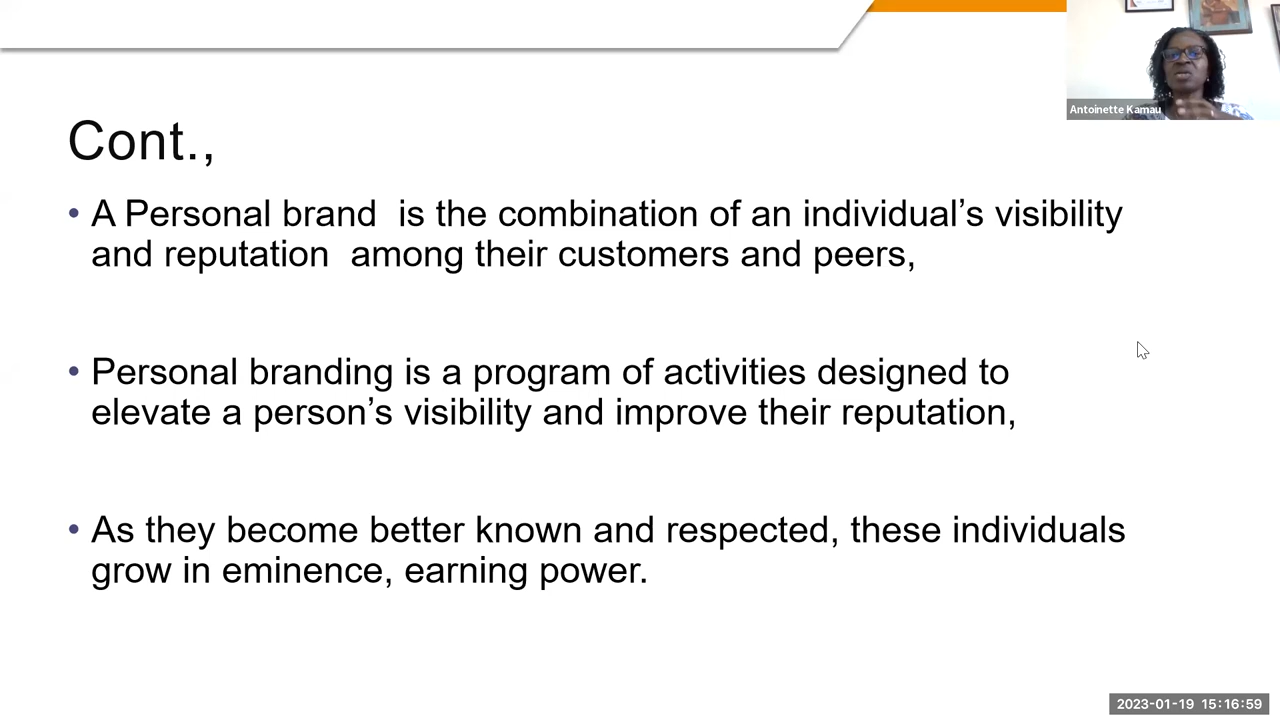 Antoinette Kamau
Cont.,
• A Personal brand  is the combination of an individual’s visibility
and reputation  among their customers and peers,
• Personal branding is a program of activities designed to
elevate a person’s visibility and improve their reputation,
• As they become better known and respected, these individuals
grow in eminence, earning power.
2023-01-19 15:16:59